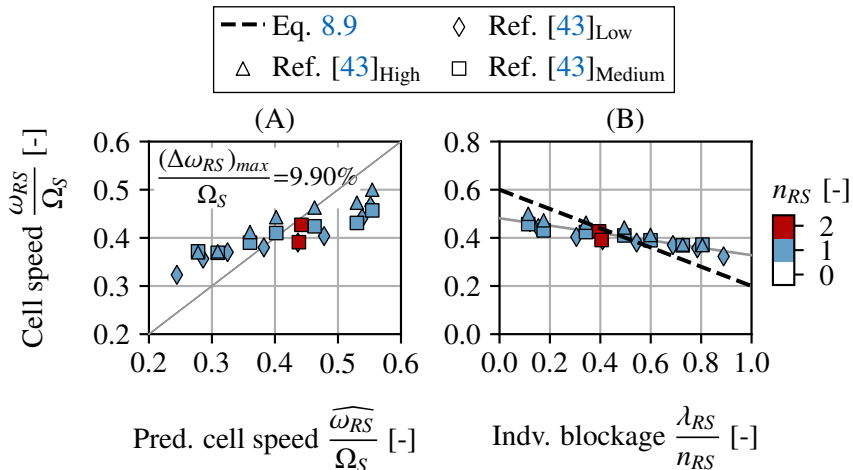 Eq. 8.9
Ref. [43]Low
Ref. [43]High
Ref. [43]Medium
(A)
(B)
Cell speed ω_RS/Ω_S [-]
0.6
0.5
0.4
0.3
0.2
(Δω_RS)_max/Ω_S=9.90%
0.2 0.3 0.4 0.5 0.6
Pred. cell speed \widehat{ω_RS}/Ω_S [-]
0.8
0.6
0.4
0.2
0.0
0.0 0.2 0.4 0.6 0.8 1.0
Indv. blockage λ_RS/n_RS [-]
n_RS [-]
2
1
0